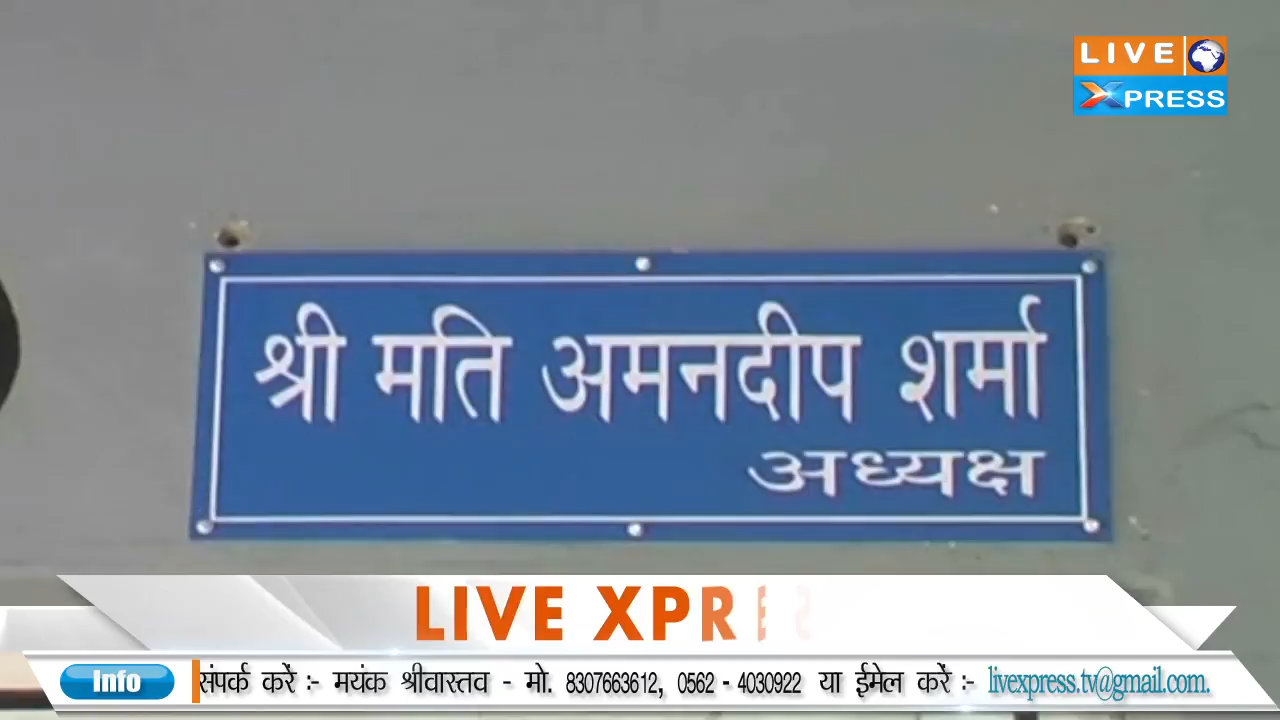 LIVE
XPRESS
श्री मति अमनदीप शर्मा
अध्यक्ष
LIVE XPRE
Info संपर्क करें :- मयंक श्रीवास्तव - मो. 8307663612, 0562 - 4030922 या ईमेल करें :- livexpress.tv@gmail.com.